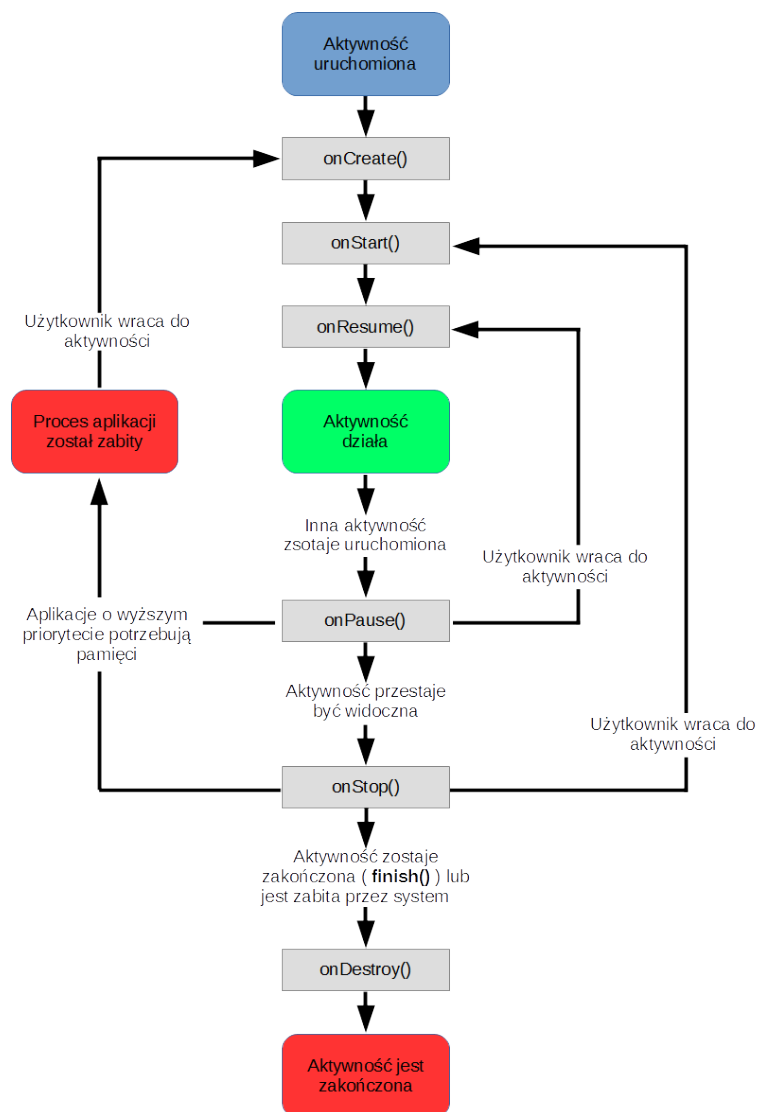 Aktywność
uruchomiona
onCreate()
onStart()
onResume()
Użytkownik wraca do
aktywności
Proces aplikacji
został zabity
Aktywność
działa
Inna aktywność
zsotaje uruchomiona
Użytkownik wraca do
aktywności
Aplikacje o wyższym
priorytecie potrzebują
pamięci
onPause()
Aktywność przestaje
być widoczna
Użytkownik wraca do
aktywności
onStop()
Aktywność zostaje
zakończona ( finish() ) lub
jest zabita przez system
onDestroy()
Aktywność jest
zakończona